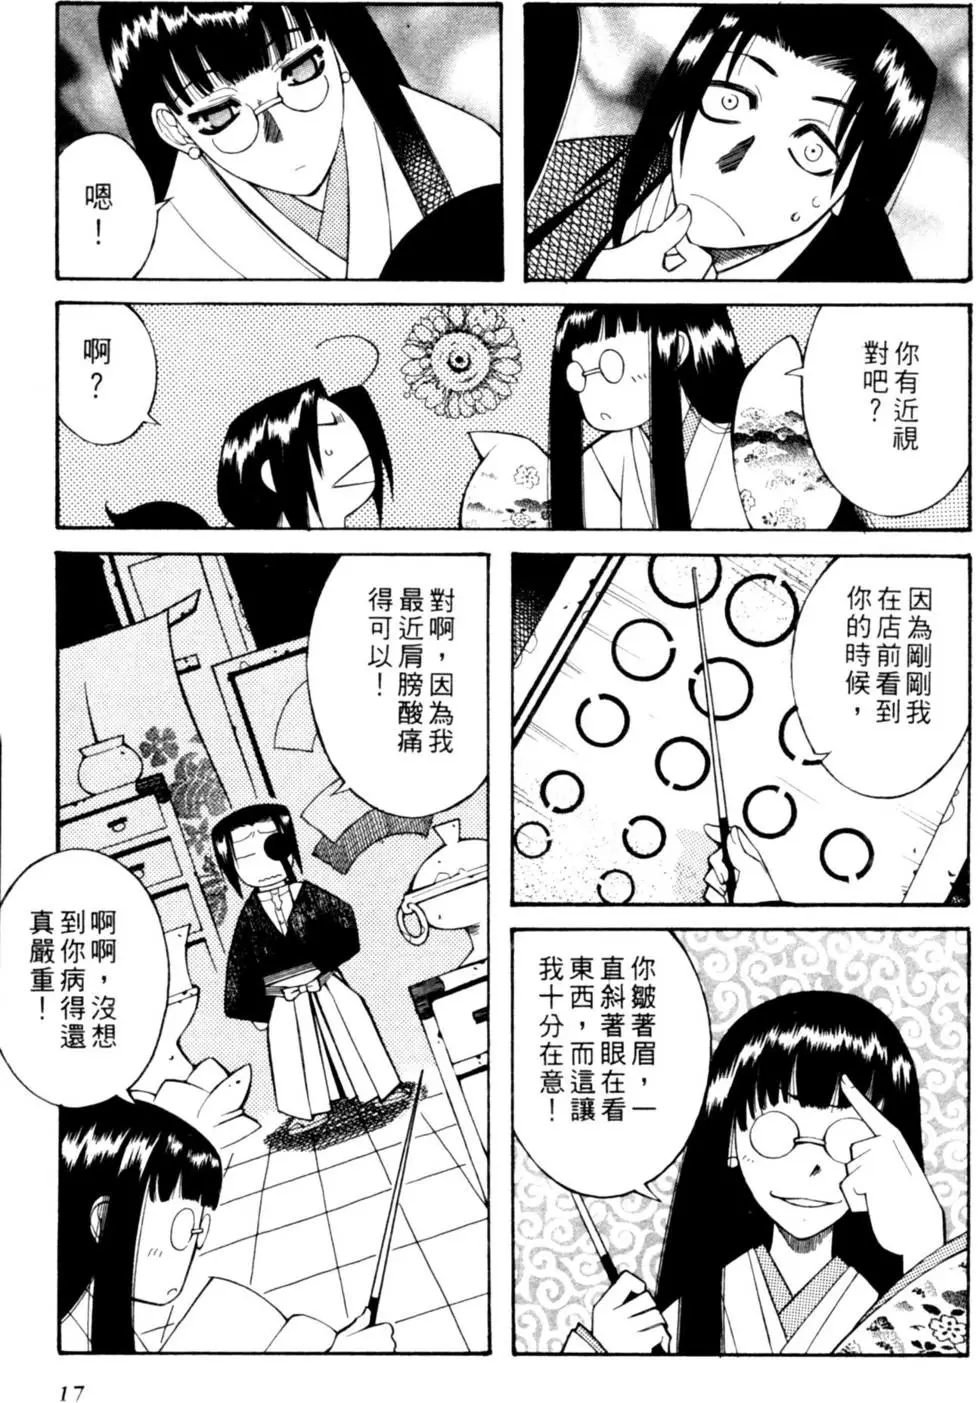 嗯！
你有近視
對吧？
啊？
因為剛剛我
在店前看到
你的時候，
你皺著眉，一
直斜著眼在看
東西，而這讓
我十分在意！
對啊，因為我
最近肩膀酸痛
得可以！
啊啊，沒想
到你病得還
真嚴重！
17